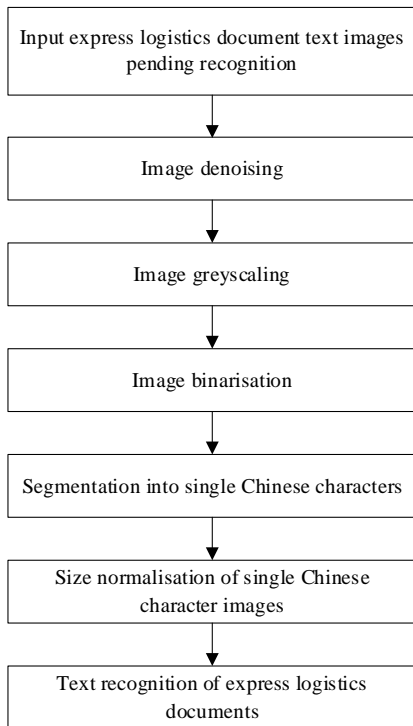 Input express logistics document text images
pending recognition
Image denoising
Image greyscaling
Image binarisation
Segmentation into single Chinese characters
Size normalisation of single Chinese
character images
Text recognition of express logistics
documents